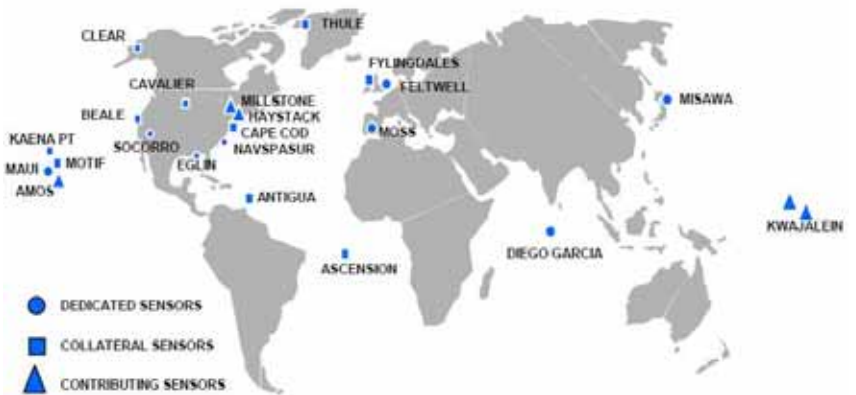 THULE
CLEAR
FYLINGDALES
CAVALIER
FELTWELL
MILLSTONE
MISAWA
HAYSTACK
BEALE
CAPE COD
MOSS
KAENA PT
SOCORRO
NAVSPASUR
EGLIN
MAUI
MOTIF
AMOS
ANTIGUA
KWAJALEIN
DIEGO GARCIA
ASCENSION
DEDICATED SENSORS
COLLATERAL SENSORS
CONTRIBUTING SENSORS